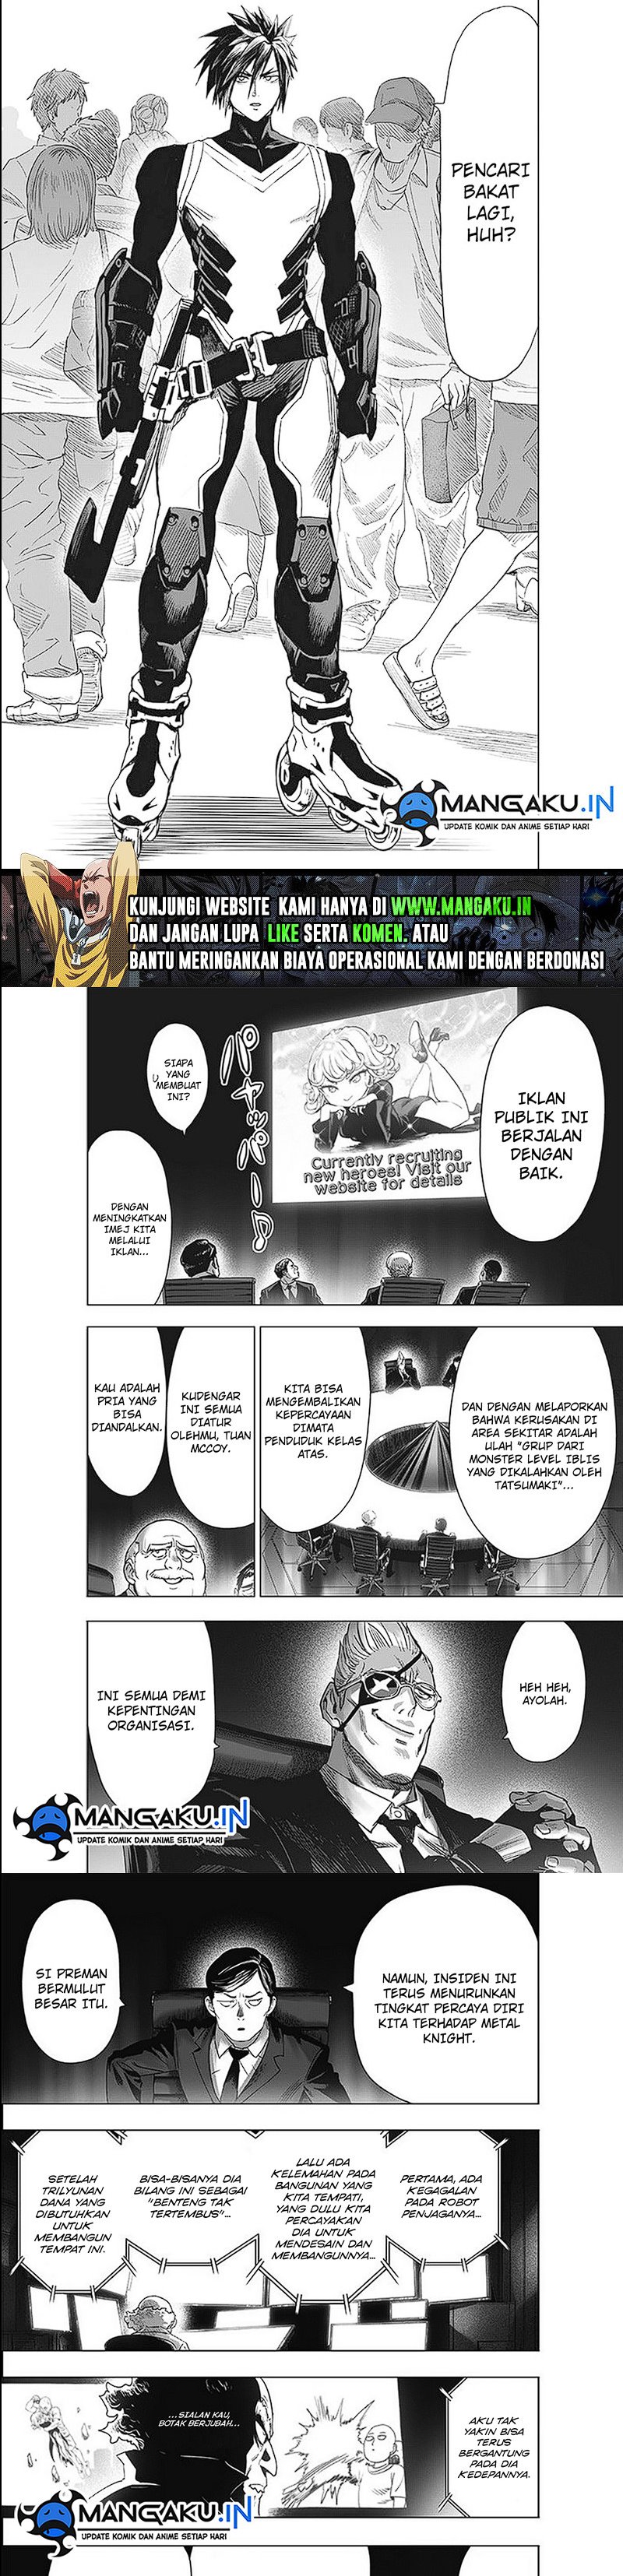 PENCARI
BAKAT
LAGI,
HUH?
MANGAKU.IN
UPDATE KOMIK DAN ANIME SETIAP HARI
KUNJUNGI WEBSITE KAMI HANYA DI WWW.MANGAKU.IN
DAN JANGAN LUPA LIKE SERTA KOMEN. ATAU
BANTU MERINGANKAN BIAYA OPERASIONAL KAMI DENGAN BERDONASI
IKLAN
PUBLIK INI
BERJALAN
DENGAN
BAIK.
Currently recruiting
new heroes! Visit our
website for details
パヤッパパー♪
SIAPA
YANG
MEMBUAT
INI?
DENGAN
MENINGKATKAN
IMEJ KITA
MELALUI
IKLAN...
DAN DENGAN MELAPORKAN
BAHWA KERUSAKAN DI
AREA SEKITAR ADALAH
ULAH "GRUP DARI
MONSTER LEVEL IBLIS
YANG DIKALAHKAN OLEH
TATSUMAKI"...
KITA BISA
MENGEMBALIKAN
KEPERCAYAAN
DIMATA
PENDUDUK KELAS
ATAS.
KUDENGAR
INI SEMUA
DIATUR
OLEHMU, TUAN
MCCOY.
KAU ADALAH
PRIA YANG
BISA
DIANDALKAN.
HEH HEH,
AYOLAH.
INI SEMUA DEMI
KEPENTINGAN
ORGANISASI.
MANGAKU.IN
UPDATE KOMIK DAN ANIME SETIAP HARI
NAMUN, INSIDEN INI
TERUS MENURUNKAN
TINGKAT PERCAYA DIRI
KITA TERHADAP METAL
KNIGHT.
SI PREMAN
BERMULUT
BESAR ITU.
PERTAMA, ADA
KEGAGALAN
PADA ROBOT
PENJAGANYA...
LALU ADA
KELEMAHAN PADA
BANGUNAN YANG
KITA TEMPATI,
YANG DULU KITA
PERCAYAKAN
DIA UNTUK
MENDESAIN DAN
MEMBANGUNNYA...
BISA-BISANYA DIA
BILANG INI SEBAGAI
"BENTENG TAK
TERTEMBUS"...
SETELAH
TRILYUNAN
DANA YANG
DIBUTUHKAN
UNTUK
MEMBANGUN
TEMPAT INI.
AKU TAK
YAKIN BISA
TERUS
BERGANTUNG
PADA DIA
KEDEPANNYA.
...SIALAN KAU,
BOTAK BERJUBAH...
MANGAKU.IN
UPDATE KOMIK DAN ANIME SETIAP HARI